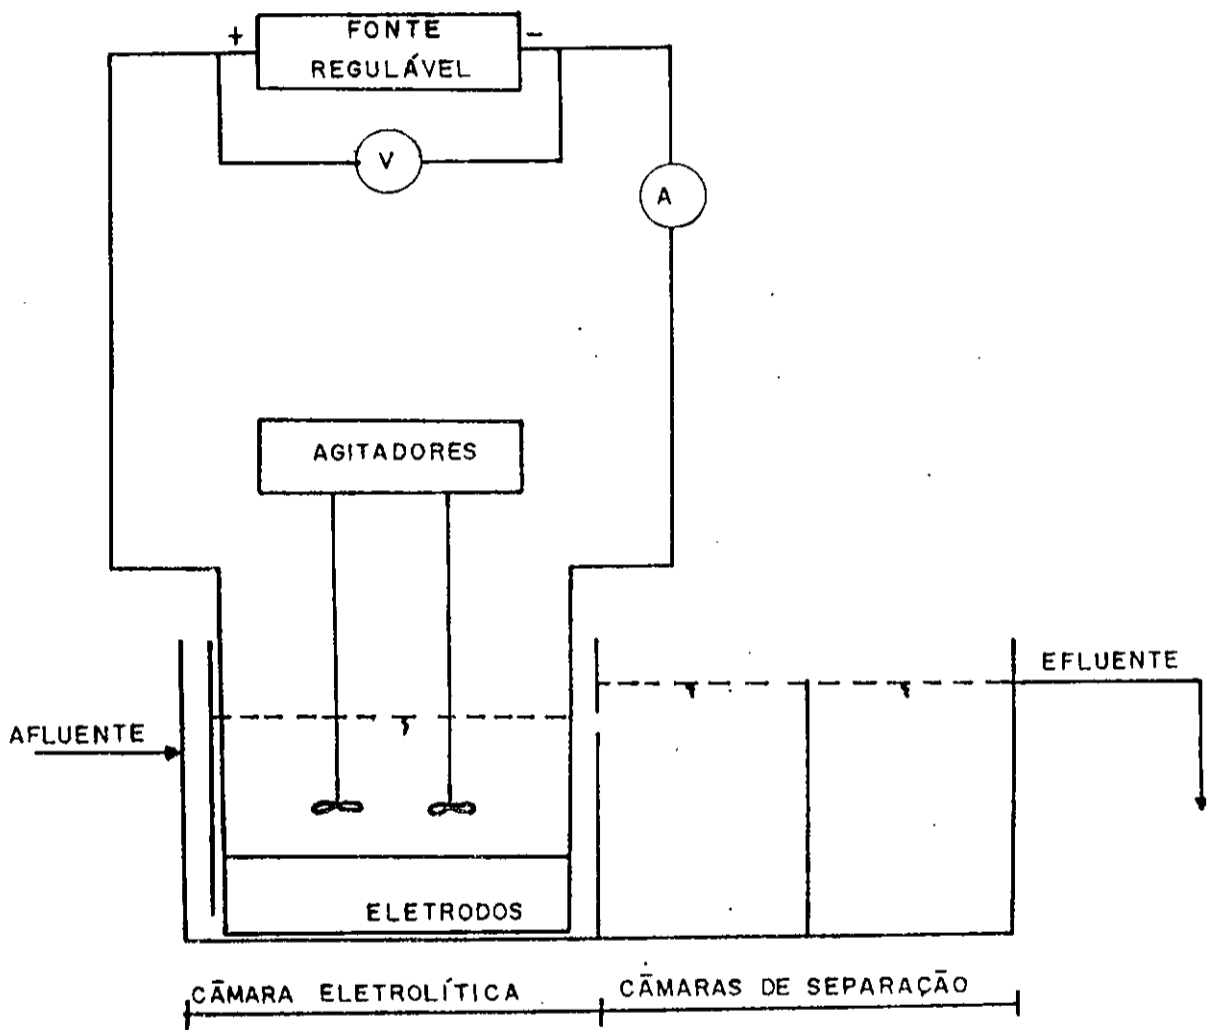 +
FONTE
REGULÁVEL
-
V
A
AGITADORES
AFLUENTE
EFLUENTE
ELETRODOS
CÂMARA ELETROLÍTICA
CÂMARAS DE SEPARAÇÃO